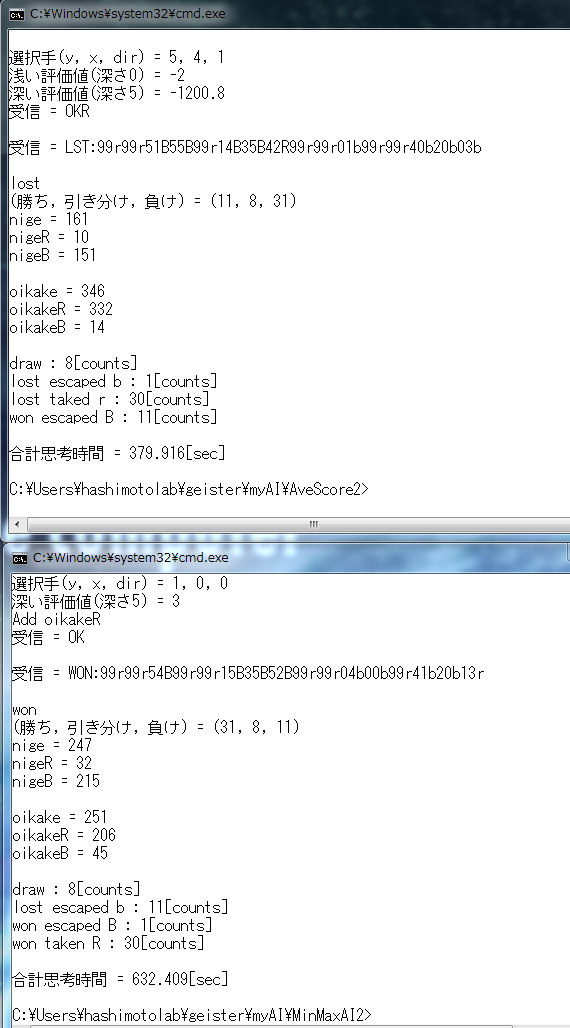 C:¥Windows¥system32¥cmd.exe
選択手(y, x, dir) = 5, 4, 1
浅い評価値(深さ0) = -2
深い評価値(深さ5) = -1200.8
受信 = OKR
受信 = LST:99r99r51B55B99r14B35B42R99r99r01b99r99r40b20b03b
lost
(勝ち, 引き分け, 負け) = (11, 8, 31)
nige = 161
nigeR = 10
nigeB = 151
oikake = 346
oikakeR = 332
oikakeB = 14
draw : 8[counts]
lost escaped b : 1[counts]
lost taked r : 30[counts]
won escaped B : 11[counts]
合計思考時間 = 379.916[sec]
C:¥Users¥hashimotolab¥geister¥myAI¥AveScore2>
C:¥Windows¥system32¥cmd.exe
選択手(y, x, dir) = 1, 0, 0
深い評価値(深さ5) = 3
Add oikakeR
受信 = OK
受信 = WON:99r99r54B99r99r15B35B52B99r99r04b00b99r41b20b13r
won
(勝ち, 引き分け, 負け) = (31, 8, 11)
nige = 247
nigeR = 32
nigeB = 215
oikake = 251
oikakeR = 206
oikakeB = 45
draw : 8[counts]
lost escaped b : 11[counts]
won escaped B : 1[counts]
won taken R : 30[counts]
合計思考時間 = 632.409[sec]
C:¥Users¥hashimotolab¥geister¥myAI¥MinMaxAI2>